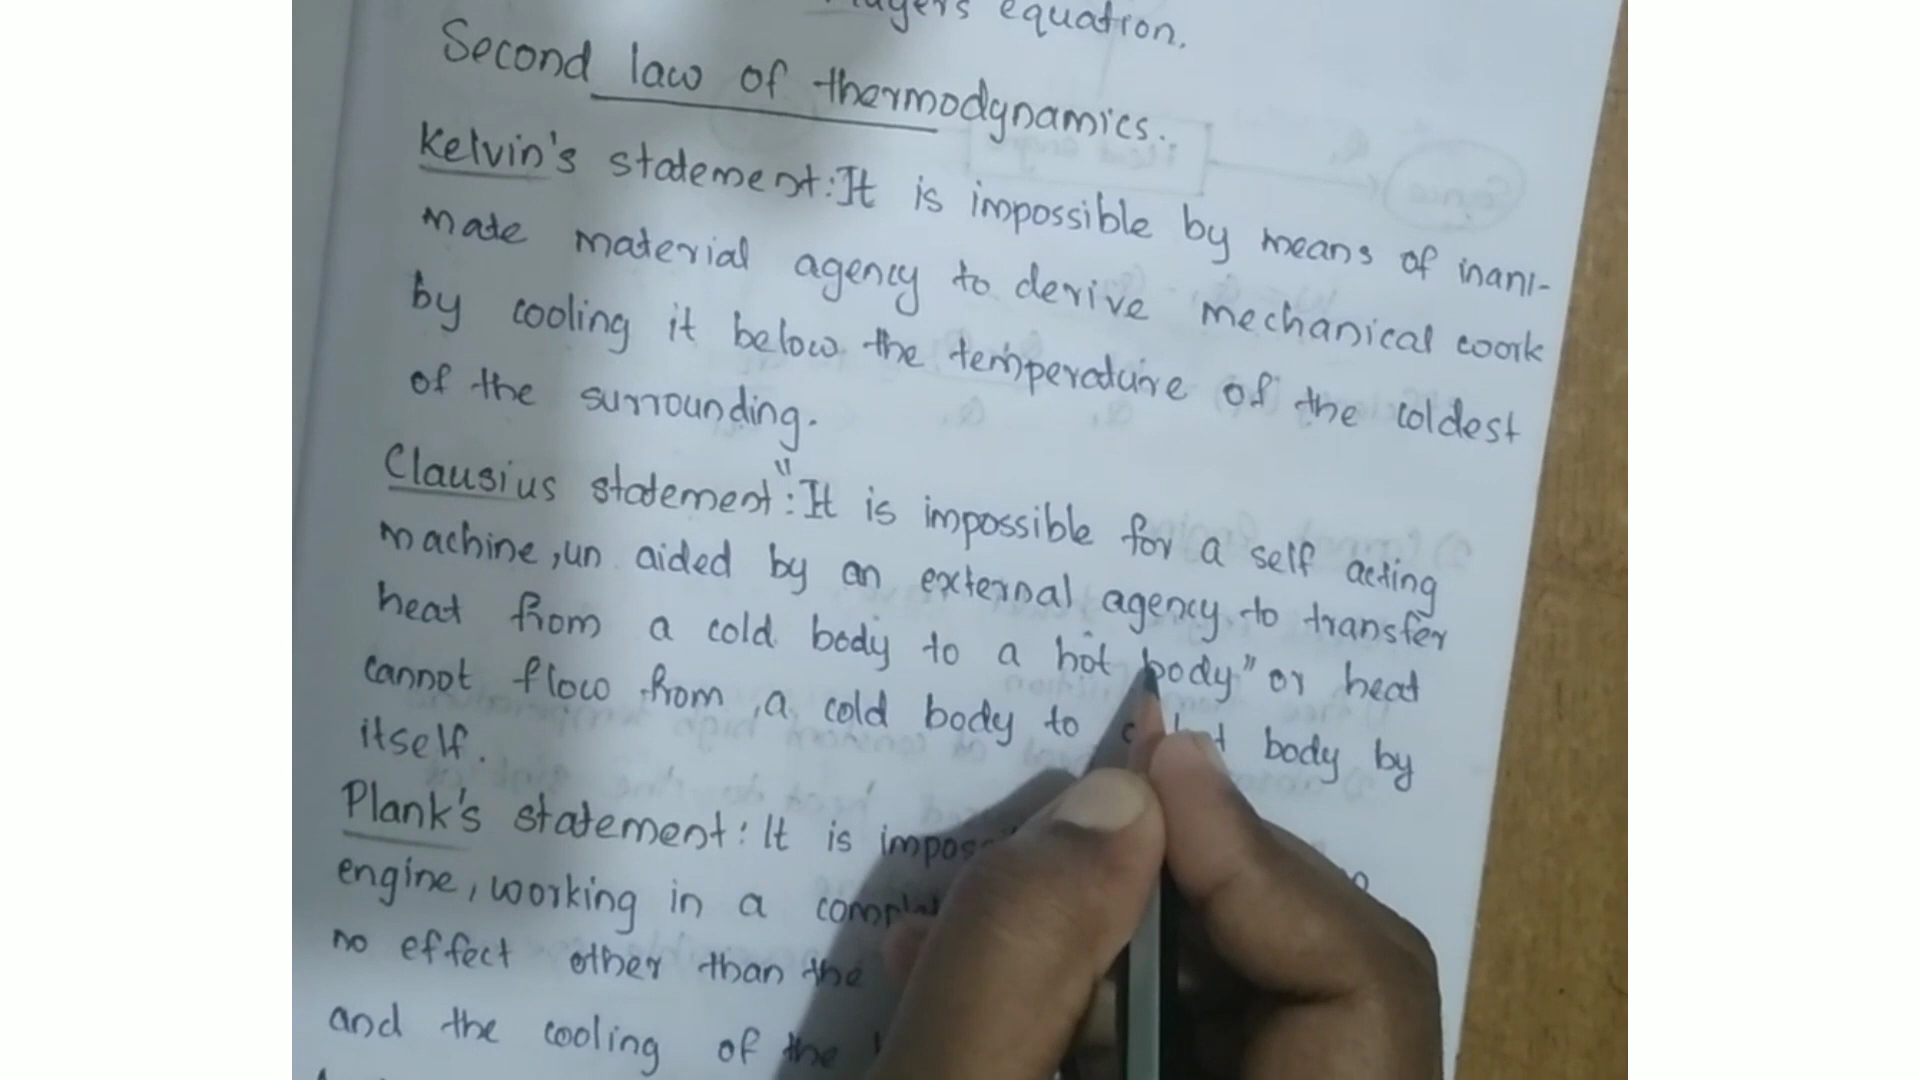 equation.
Second law of thermodynamics.
Kelvin's statement: It is impossible by means of inani-
mate material agency to derive mechanical work
by cooling it below the temperature of the coldest
of the surrounding.
Clausius statement: "It is impossible for a self acting
machine, un aided by an external agency to transfer
heat from a cold body to a hot body" or heat
cannot flow from a cold body to body by
itself.
Plank's statement: It is
engine, working in a
no effect other than the
and the cooling of the